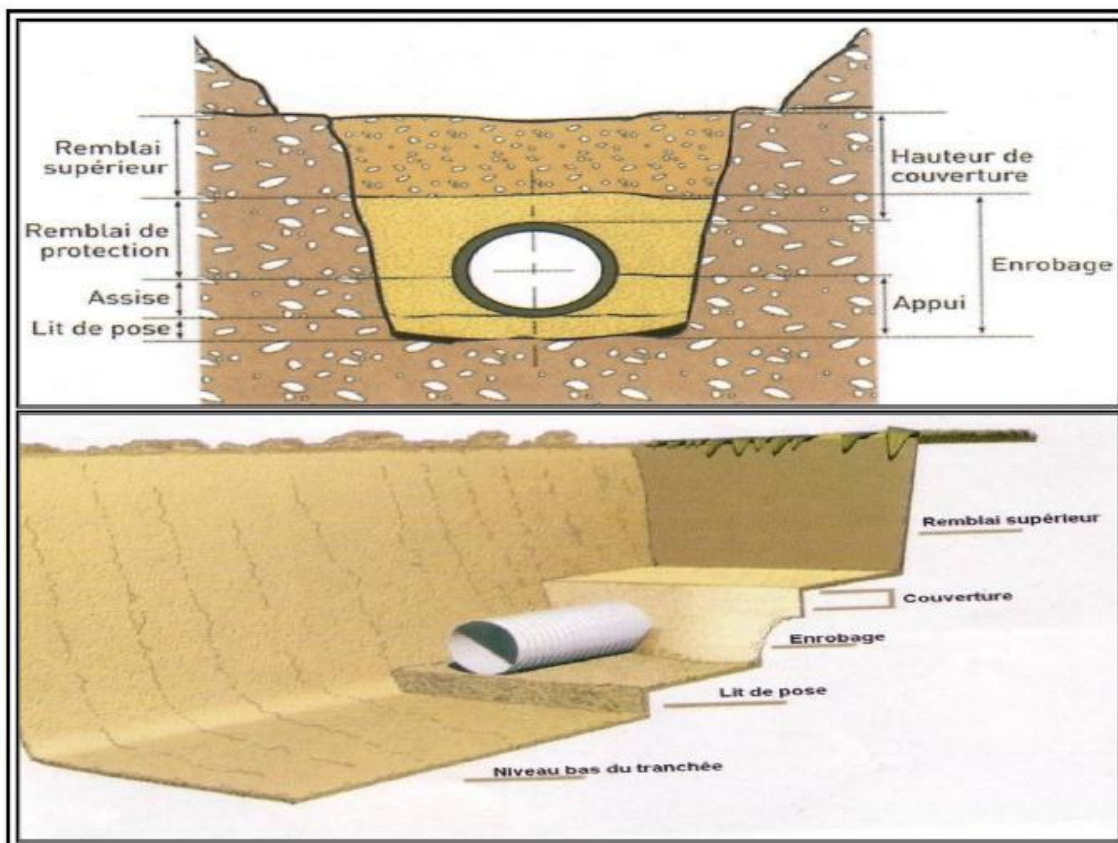 Remblai
supérieur
Remblai de
protection
Assise
Lit de pose
Hauteur de
couverture
Enrobage
Appui
Remblai supérieur
Couverture
Enrobage
Lit de pose
Niveau bas du tranchée